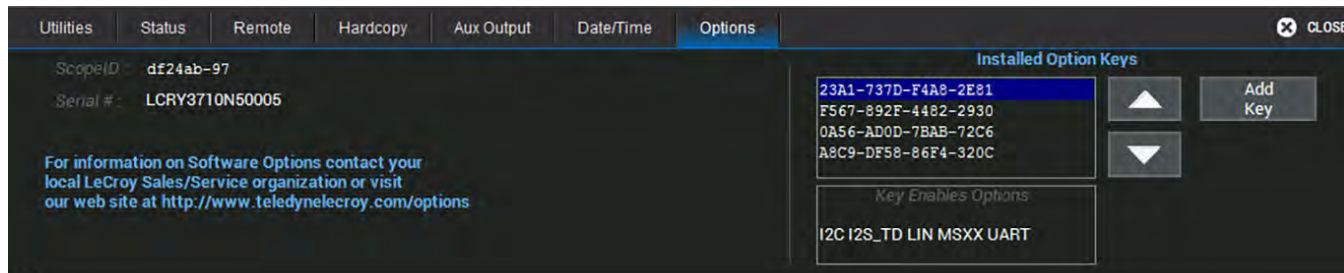 Utilities Status Remote Hardcopy Aux Output Date/Time Options CLOSE
ScopeID : df24ab-97
Serial # : LCRY3710N50005
For information on Software Options contact your
local LeCroy Sales/Service organization or visit
our web site at http://www.teledynelecroy.com/options
Installed Option Keys
23A1-737D-F4A8-2E81
F567-892F-4482-2930
0A56-AD0D-7BAB-72C6
A8C9-DF58-86F4-320C
Add
Key
Key Enables Options
I2C I2S_TD LIN MSXX UART